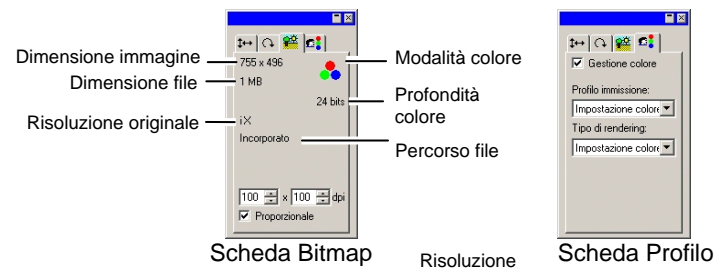 Dimensione immagine
Dimensione file
Risoluzione originale
755 x 496
1 MB
24 bits
iX
Incorporato
100 x 100 dpi
Proporzionale
Modalità colore
Profondità
colore
Percorso file
Scheda Bitmap
Risoluzione
Gestione colore
Profilo immissione:
Impostazione colore
Tipo di rendering:
Impostazione colore
Scheda Profilo